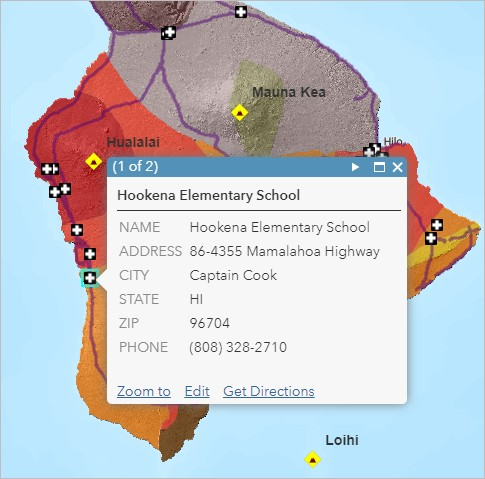 Mauna Kea
Hualalai
Hilo
(1 of 2)
Hookena Elementary School
NAME Hookena Elementary School
ADDRESS 86-4355 Mamalahoa Highway
CITY Captain Cook
STATE HI
ZIP 96704
PHONE (808) 328-2710
Zoom to Edit Get Directions
Loihi